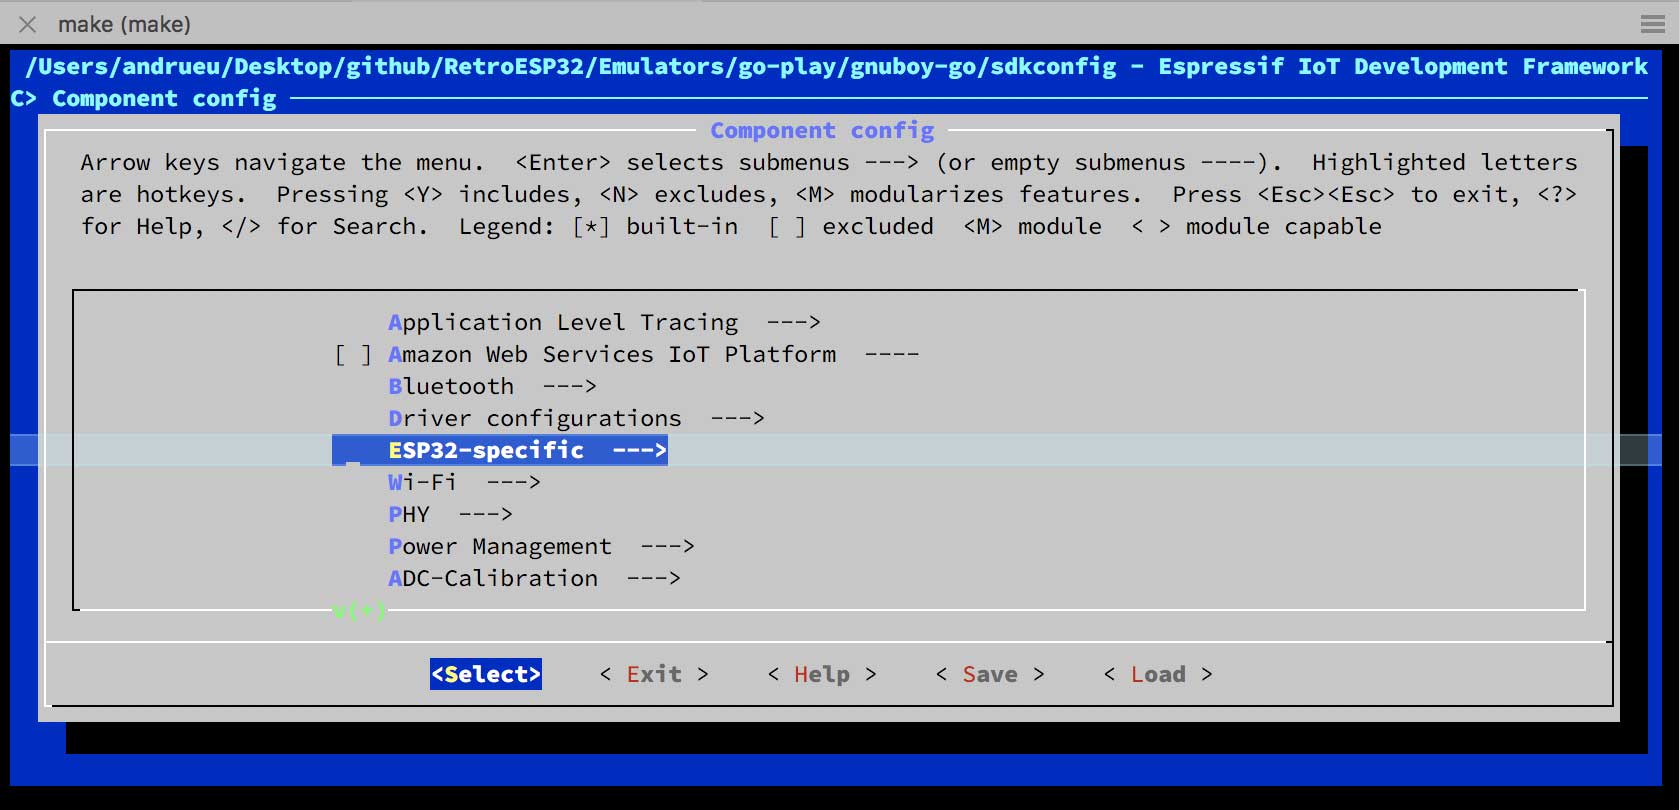 make (make)
/Users/andrueu/Desktop/github/RetroESP32/Emulators/go-play/gnuboy-go/sdkconfig - Espressif IoT Development Framework
C> Component config
Component config
Arrow keys navigate the menu.  <Enter> selects submenus ---> (or empty submenus ----).  Highlighted letters
are hotkeys.  Pressing <Y> includes, <N> excludes, <M> modularizes features.  Press <Esc><Esc> to exit, <?>
for Help, </> for Search.  Legend: [*] built-in  [ ] excluded  <M> module  < > module capable
Application Level Tracing  --->
[ ] Amazon Web Services IoT Platform  ----
Bluetooth  --->
Driver configurations  --->
ESP32-specific  --->
Wi-Fi  --->
PHY  --->
Power Management  --->
ADC-Calibration  --->
v(+)
<Select>    < Exit >    < Help >    < Save >    < Load >